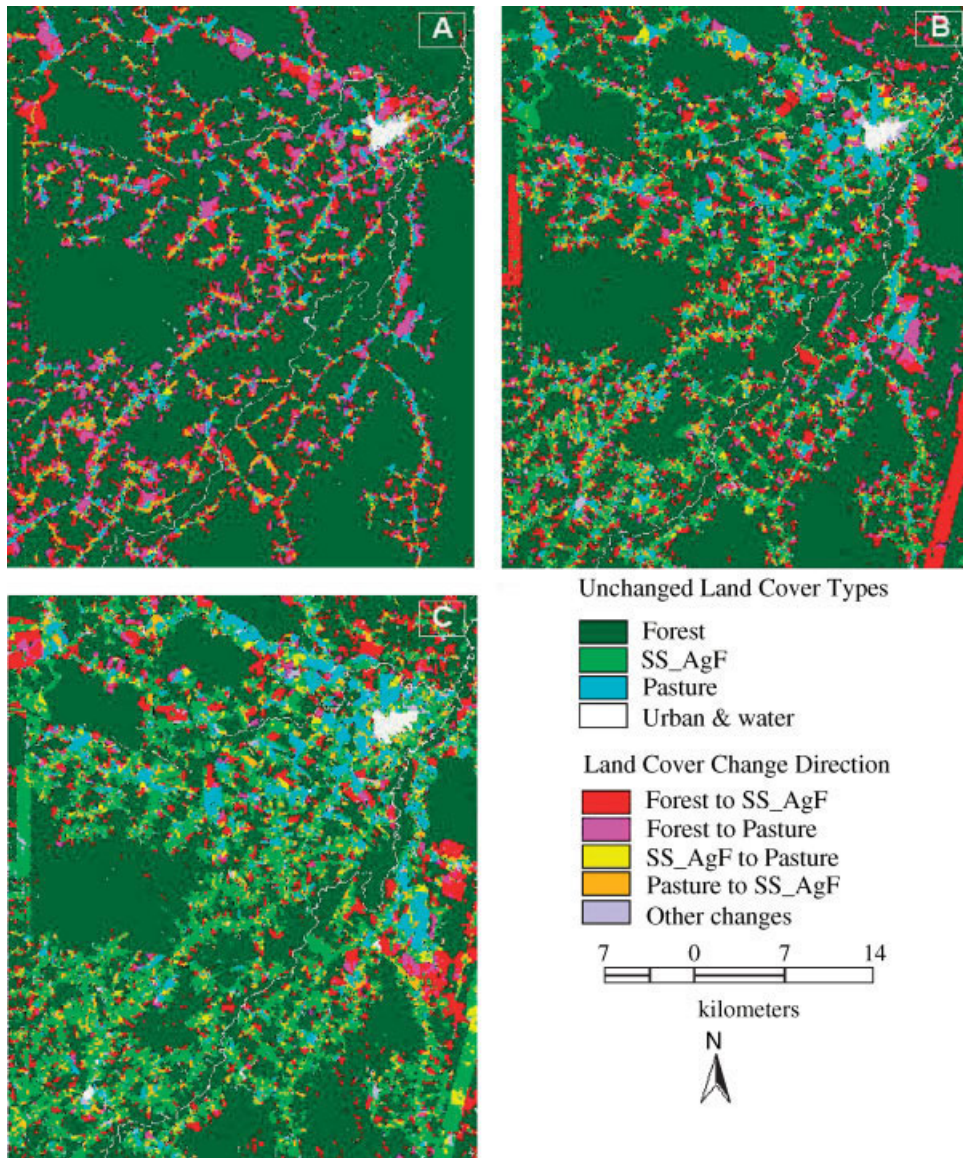 A
B
C
Unchanged Land Cover Types
Forest
SS_AgF
Pasture
Urban & water
Land Cover Change Direction
Forest to SS_AgF
Forest to Pasture
SS_AgF to Pasture
Pasture to SS_AgF
Other changes
7 0 7 14
kilometers
N